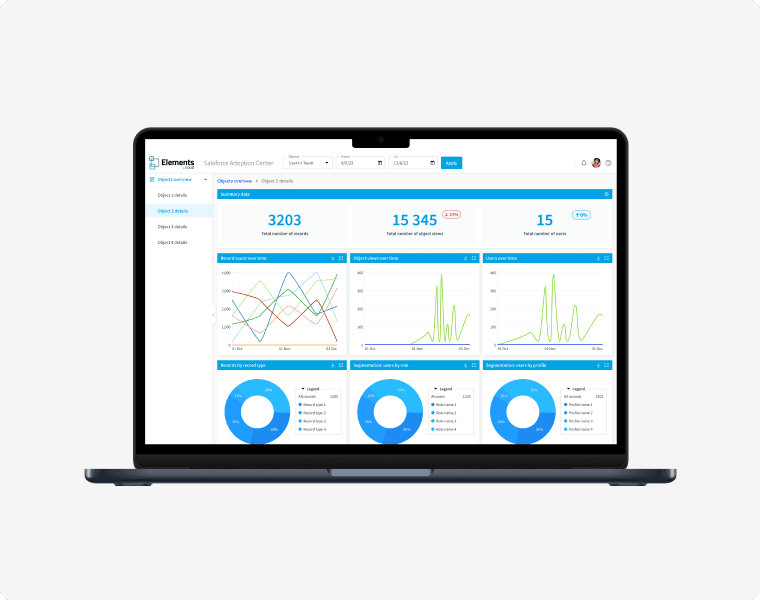 Elements
.cloud
Saleforce Adoption Center
Object
User in Team
From
9/5/22
To
12/6/22
Apply
Objects overview
Object 1 details
Object 2 details
Object 3 details
Object 4 details
Objects overview > Object 2 details
Summary data
3203
Total number of records
15 345
15%
Total number of object views
15
0%
Total number of users
Record count over time
4,000
3,000
2,000
1,000
0
01 Oct
01 Nov
01 Dec
Object views over time
400
300
200
100
0
01 Oct
01 Nov
01 Dec
Users over time
400
300
200
100
0
01 Oct
01 Nov
01 Dec
Records by record type
Legend
All records
Record type 1
Record type 2
Record type 3
Record type 4
Segmentation: users by role
Legend
All users
Role name 1
Role name 2
Role name 3
Role name 4
Segmentation: users by profile
Legend
All records
Profile name 1
Profile name 2
Profile name 3
Profile name 4